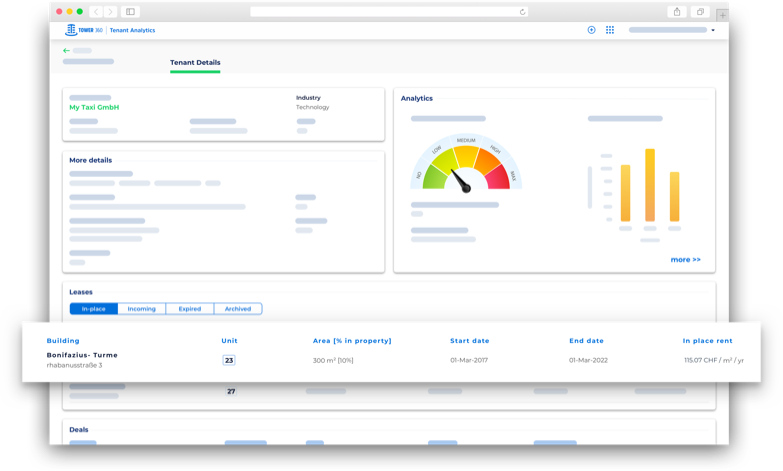 TOWER 360 | Tenant Analytics
Tenant Details
My Taxi GmbH
Industry
Technology
More details
Analytics
NO
LOW
MEDIUM
HIGH
MAX
more >>
Leases
In-place Incoming Expired Archived
Building Unit Area [% in property] Start date End date In place rent
Bonifazius- Turme 23 300 m² [10%] 01-Mar-2017 01-Mar-2022 115.07 CHF / m² / yr
rhabanusstraße.3
27
Deals